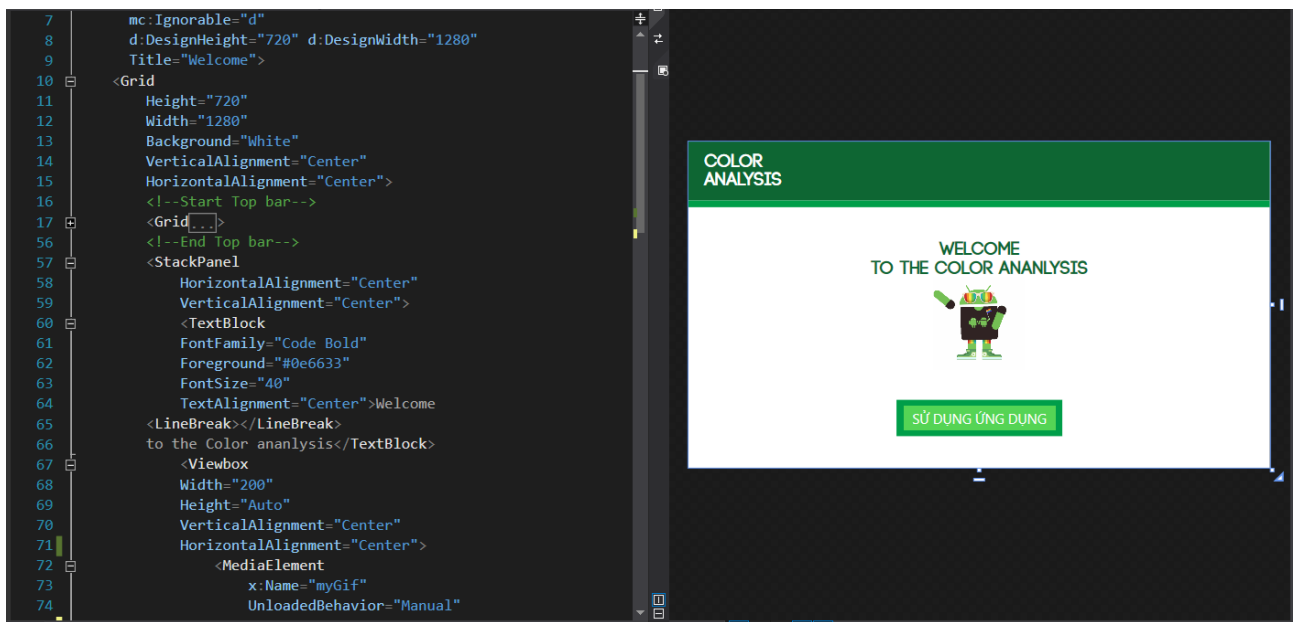 7 mc:Ignorable="d"
8 d:DesignHeight="720" d:DesignWidth="1280"
9 Title="Welcome">
10 <Grid
11 Height="720"
12 Width="1280"
13 Background="White"
14 VerticalAlignment="Center"
15 HorizontalAlignment="Center">
16 <!--Start Top bar-->
17 <Grid...>
56 <!--End Top bar-->
57 <StackPanel
58 HorizontalAlignment="Center"
59 VerticalAlignment="Center">
60 <TextBlock
61 FontFamily="Code Bold"
62 Foreground="#0e6633"
63 FontSize="40"
64 TextAlignment="Center">Welcome
65 <LineBreak></LineBreak>
66 to the Color ananlysis</TextBlock>
67 <Viewbox
68 Width="200"
69 Height="Auto"
70 VerticalAlignment="Center"
71 HorizontalAlignment="Center">
72 <MediaElement
73 x:Name="myGif"
74 UnloadedBehavior="Manual"
COLOR
ANALYSIS
WELCOME
TO THE COLOR ANANLYSIS
SỬ DỤNG ỨNG DỤNG